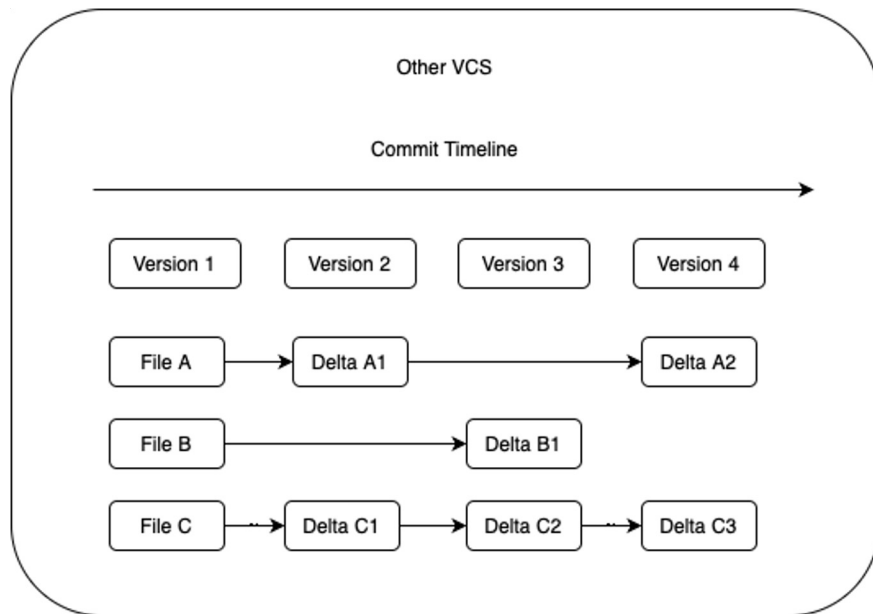 Other VCS
Commit Timeline
Version 1 Version 2 Version 3 Version 4
File A Delta A1 Delta A2
File B Delta B1
File C Delta C1 Delta C2 Delta C3